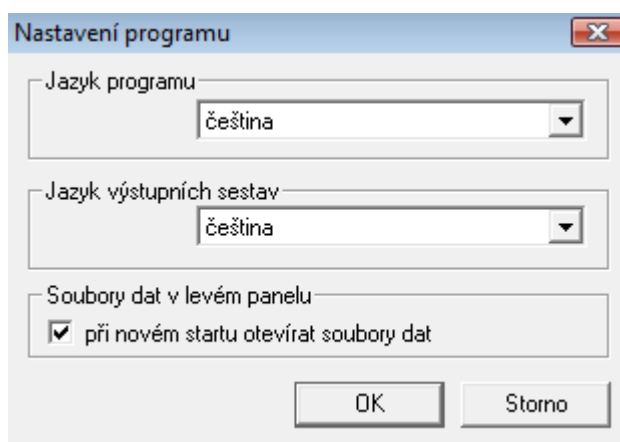 Nastavení programu
Jazyk programu
čeština
Jazyk výstupních sestav
čeština
Soubory dat v levém panelu
při novém startu otevírat soubory dat
OK
Storno